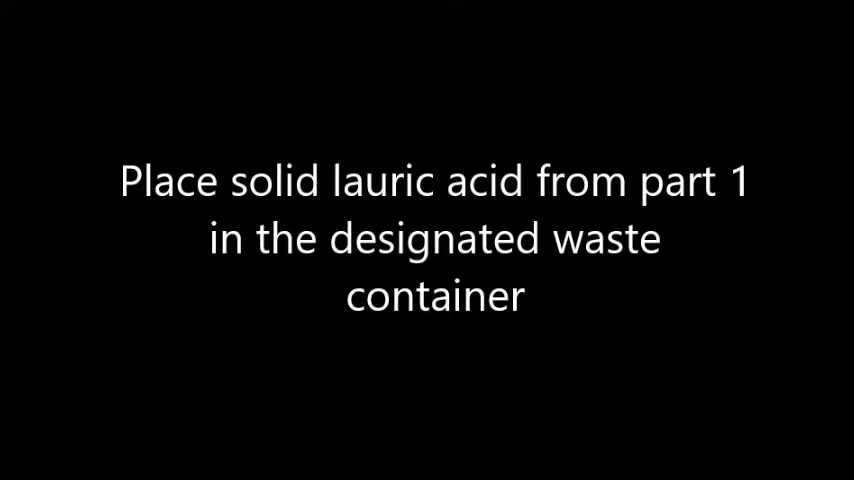 Place solid lauric acid from part 1
in the designated waste
container